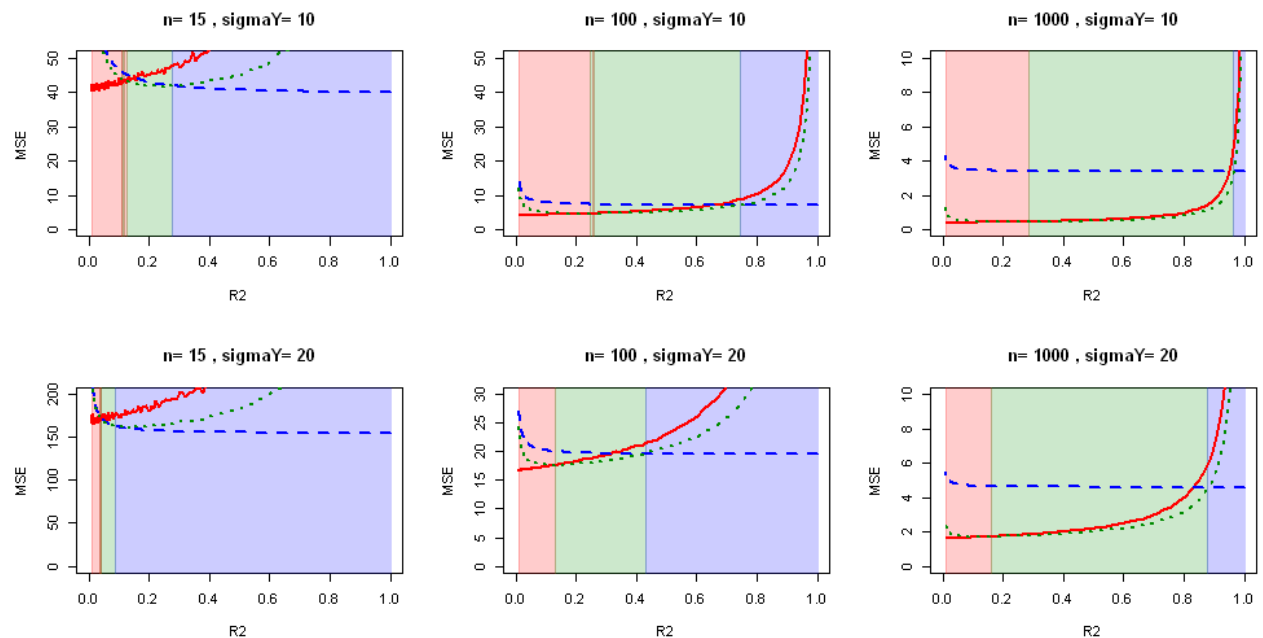 n= 15 , sigmaY= 10
n= 100 , sigmaY= 10
n= 1000 , sigmaY= 10
MSE
0 10 20 30 40 50
0.0 0.2 0.4 0.6 0.8 1.0
R2
MSE
0 10 20 30 40 50
0.0 0.2 0.4 0.6 0.8 1.0
R2
MSE
0 2 4 6 8 10
0.0 0.2 0.4 0.6 0.8 1.0
R2
n= 15 , sigmaY= 20
n= 100 , sigmaY= 20
n= 1000 , sigmaY= 20
MSE
0 50 100 150 200
0.0 0.2 0.4 0.6 0.8 1.0
R2
MSE
0 5 10 15 20 25 30
0.0 0.2 0.4 0.6 0.8 1.0
R2
MSE
0 2 4 6 8 10
0.0 0.2 0.4 0.6 0.8 1.0
R2